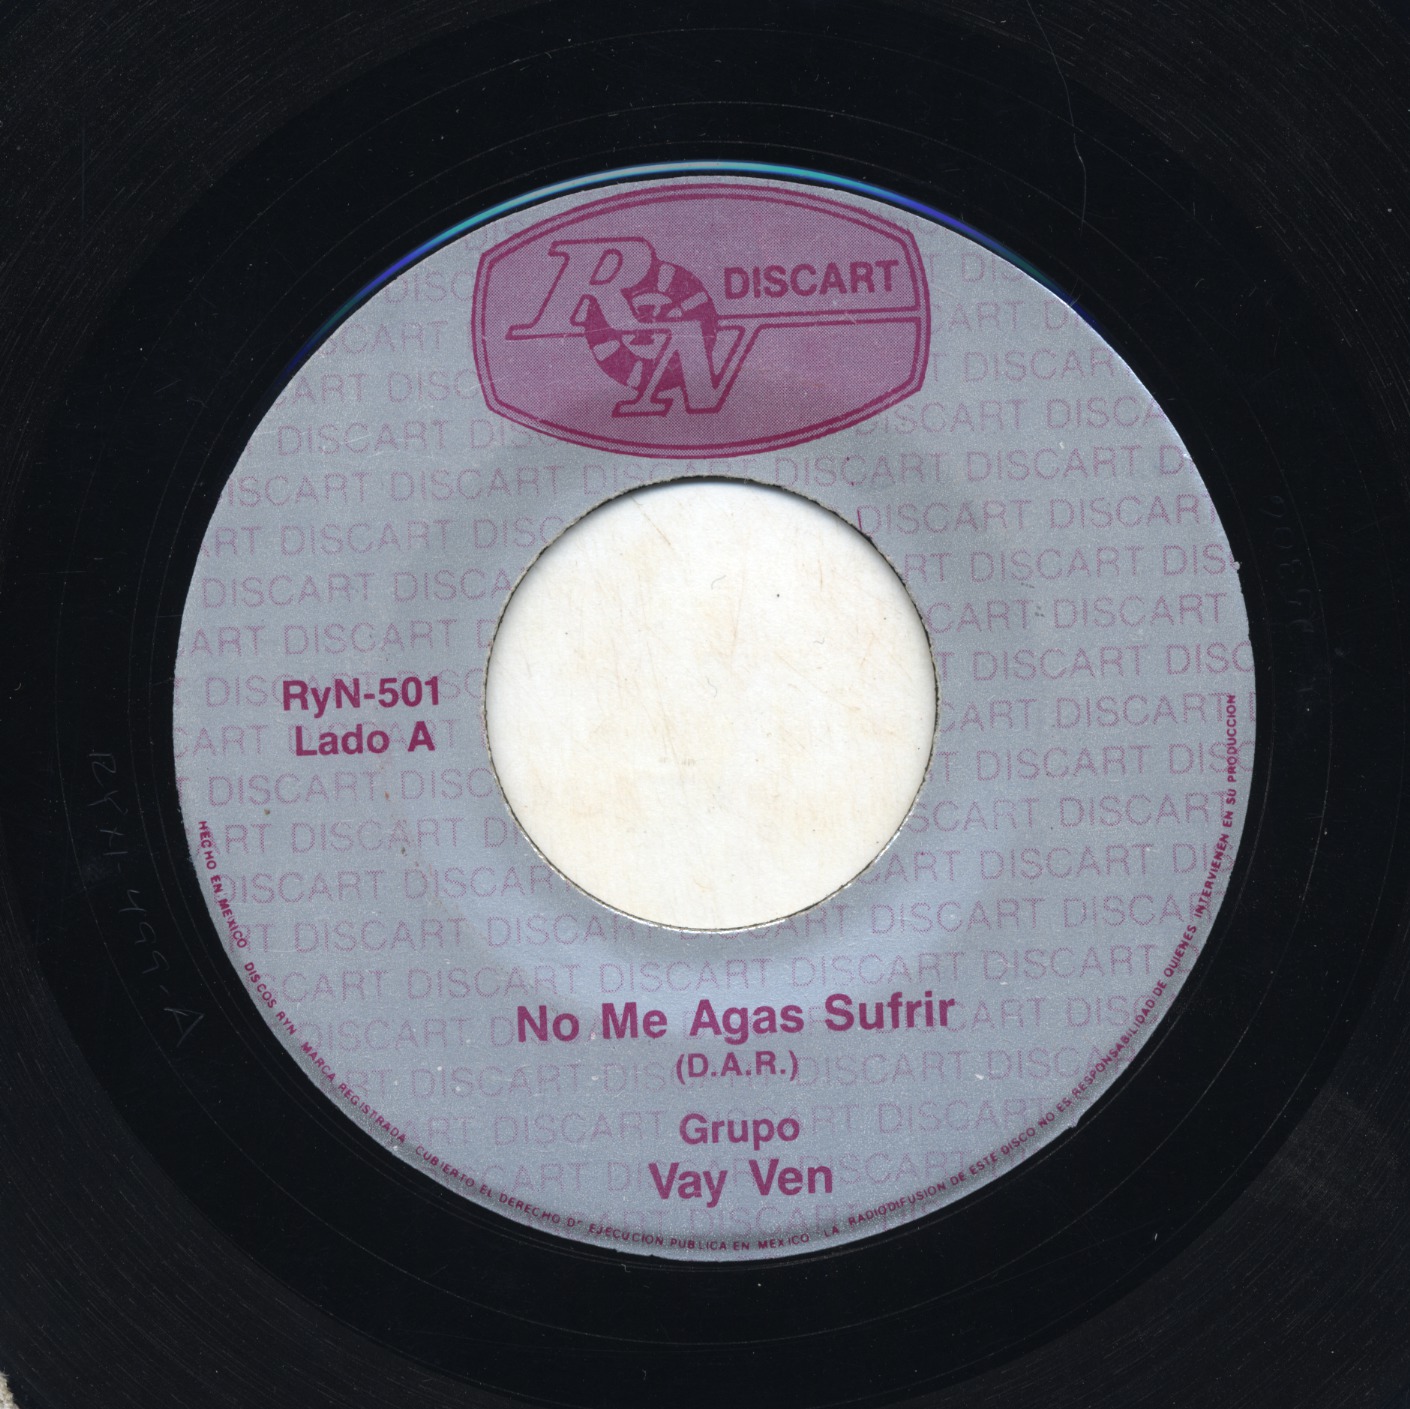 RyN DISCART
RyN-501
Lado A
No Me Agas Sufrir
(D.A.R.)
Grupo
Vay Ven
HECHO EN MEXICO DISCOS RYN MARCA REGISTRADA CUBIERTO EL DERECHO D" EJECUCION PUBLICA EN MEXICO LA RADIODIFUSION DE ESTE DISCO NO ES RESPONSABILIDAD DE QUIENES INTERVIENEN EN SU PRODUCCION